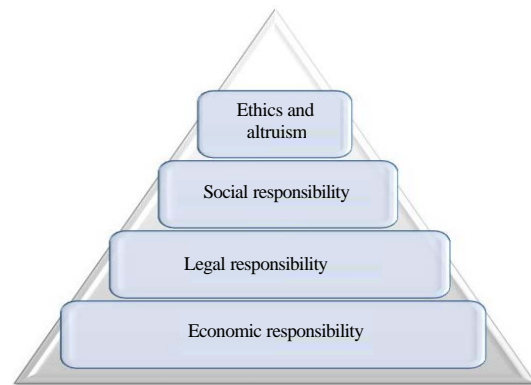 Ethics and
altruism
Social responsibility
Legal responsibility
Economic responsibility